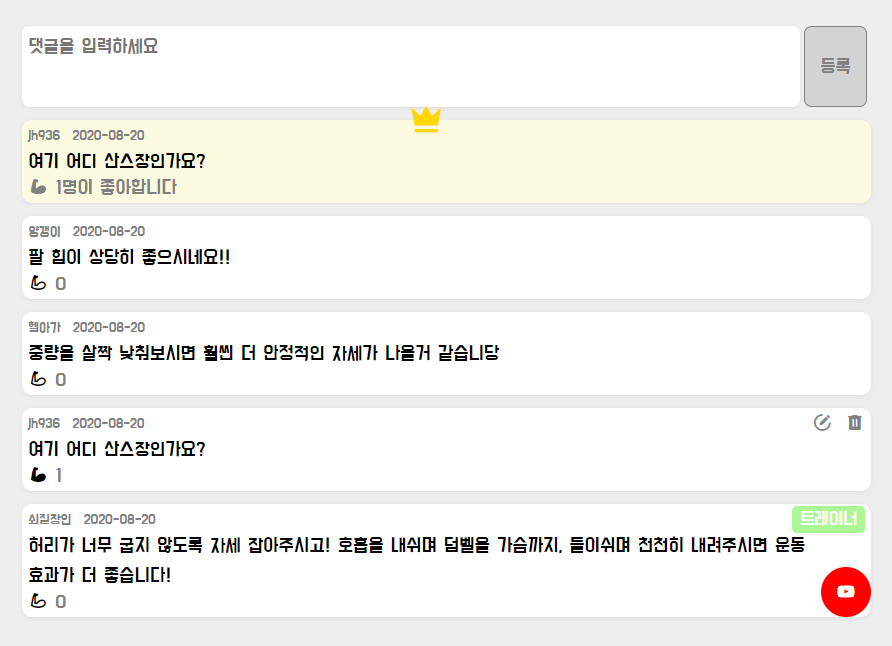 댓글을 입력하세요
등록
jh936 2020-08-20
여기 어디 산스장인가요?
1명이 좋아합니다
양갱이 2020-08-20
팔 힘이 상당히 좋으시네요!!
0
헬아가 2020-08-20
중량을 살짝 낮춰보시면 훨씬 더 안정적인 자세가 나올거 같습니당
0
jh936 2020-08-20
여기 어디 산스장인가요?
1
쇠질장인 2020-08-20
트레이너
허리가 너무 굽지 않도록 자세 잡아주시고! 호흡을 내쉬며 덤벨을 가슴까지, 들이쉬며 천천히 내려주시면 운동
효과가 더 좋습니다!
0